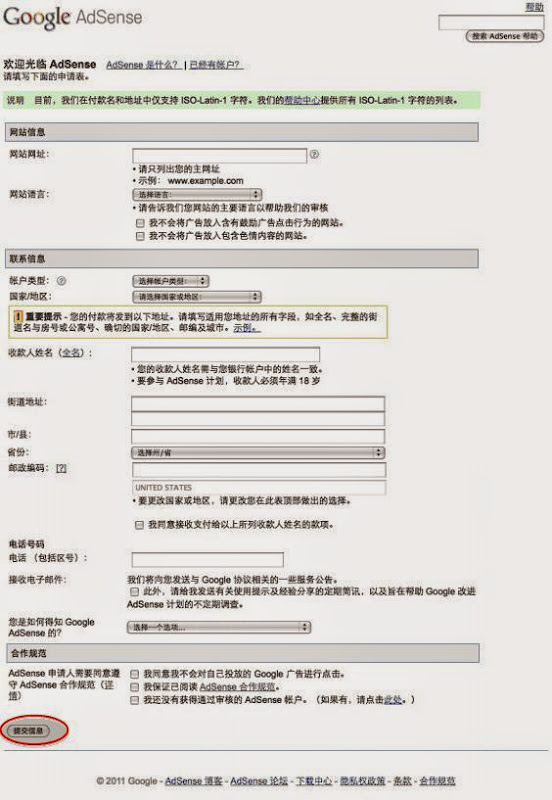 Google AdSense
帮助
搜索 AdSense 帮助
欢迎光临 AdSense AdSense 是什么？ | 已经有帐户？
请填写下面的申请表。
说明 目前，我们在付款名和地址中仅支持 ISO-Latin-1 字符。我们的帮助中心提供所有 ISO-Latin-1 字符的列表。
网站信息
网站网址：
• 请只列出您的主网址
• 示例： www.example.com
网站语言： 选择语言：
• 请告诉我们您网站的主要语言以帮助我们的审核
我不会将广告放入含有鼓励广告点击行为的网站。
我不会将广告放入包含色情内容的网站。
联系信息
帐户类型： 选择帐户类型：
国家/地区： 请选择国家或地区：
重要提示 - 您的付款将发到以下地址。请填写适用您地址的所有字段，如全名、完整的街
道名与房号或公寓号、确切的国家/地区、邮编及城市。示例。
收款人姓名（全名）：
• 您的收款人姓名需与您银行帐户中的姓名一致。
• 要参与 AdSense 计划，收款人必须年满 18 岁
街道地址：
市/县：
省份： 选择州/省
邮政编码： [?]
UNITED STATES
• 要更改国家或地区，请更改您在此表顶部做出的选择。
我同意接收支付给以上所列收款人姓名的款项。
电话号码
电话 （包括区号）：
接收电子邮件： 我们将向您发送与 Google 协议相关的一些服务公告。
此外，请给我发送有关使用提示及经验分享的定期简讯，以及旨在帮助 Google 改进
AdSense 计划的不定期调查。
您是如何得知 Google
AdSense 的？ 选择一个选项...
合作规范
AdSense 申请人需要同意遵
守 AdSense 合作规范（详
情）
我同意我不会对自己投放的 Google 广告进行点击。
我保证已阅读 AdSense 合作规范。
我还没有获得通过审核的 AdSense 帐户。（如果有，请点击此处。）
提交信息
© 2011 Google - AdSense 博客 - AdSense 论坛 - 下载中心 - 隐私权政策 - 条款 - 合作规范